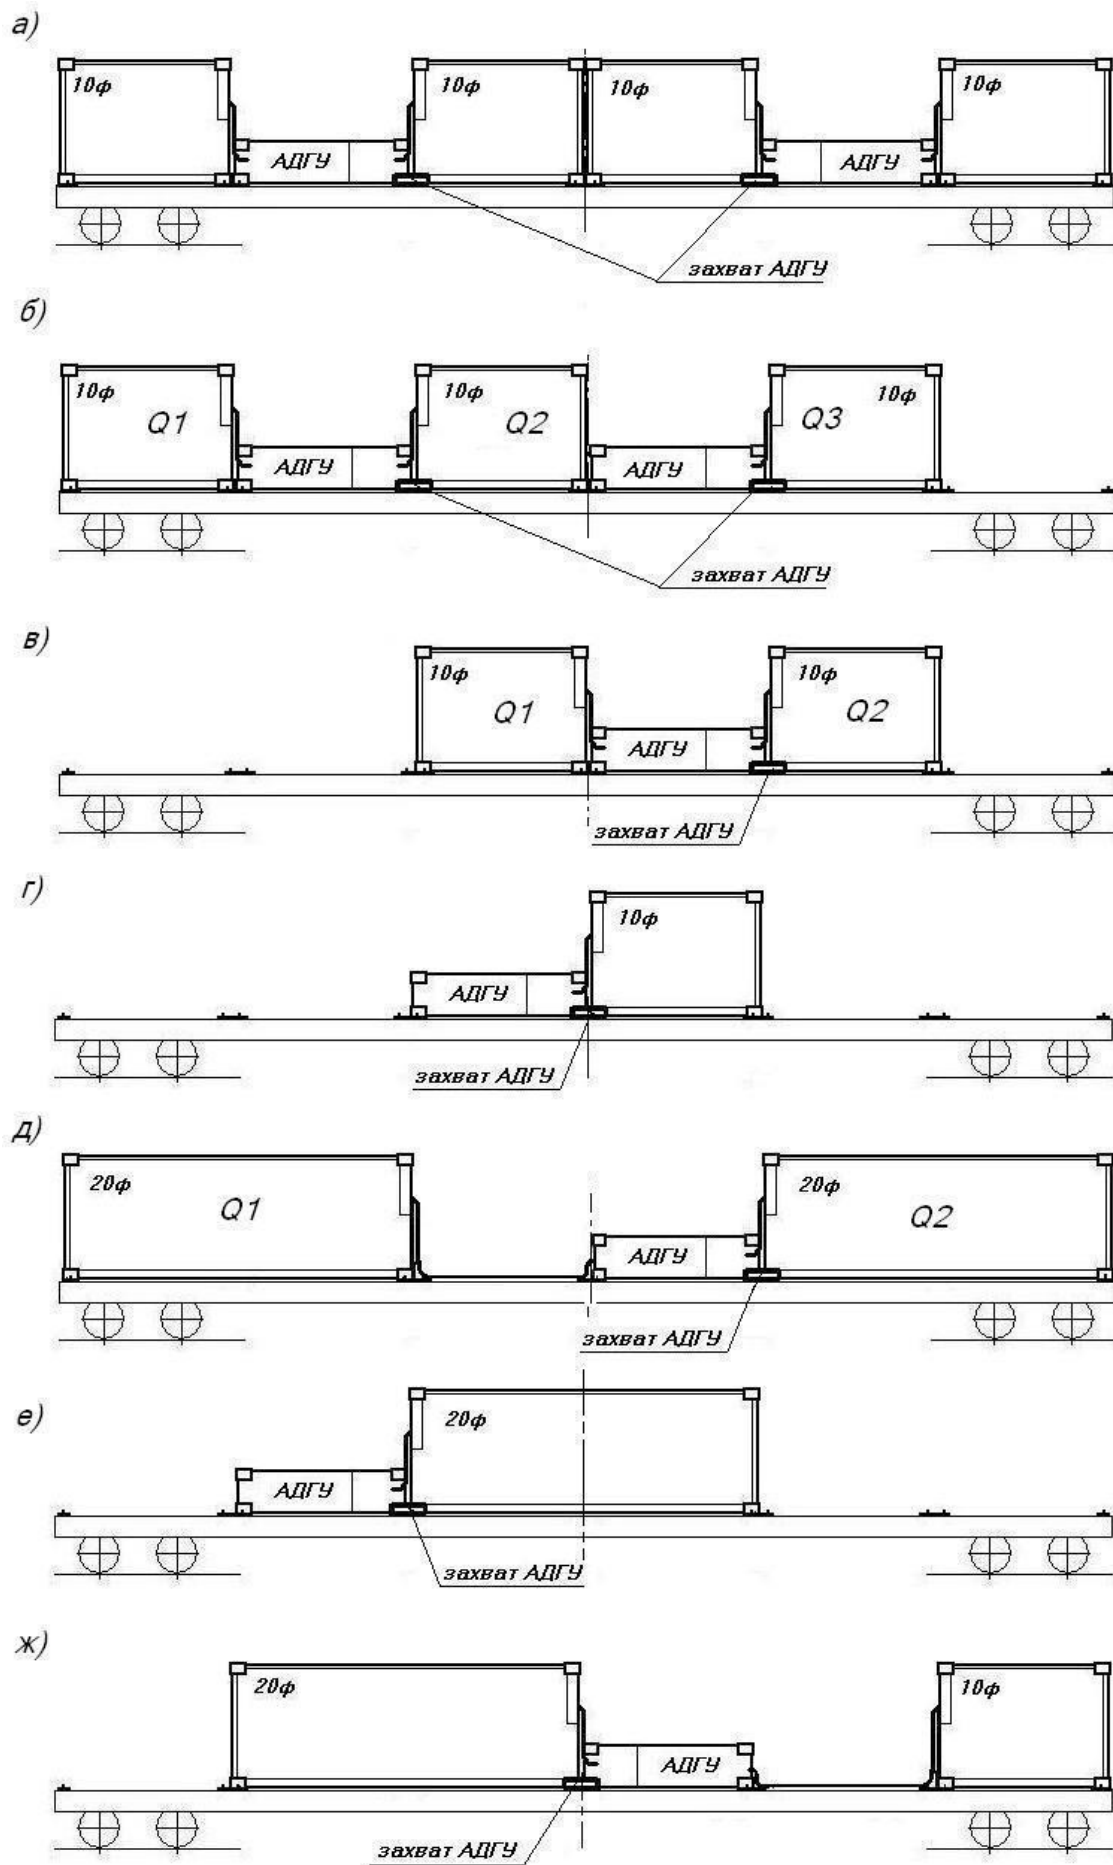 а)
10ф 10ф 10ф 10ф
АДГУ АДГУ
захват АДГУ
б)
10ф 10ф 10ф
Q1 Q2 Q3
АДГУ АДГУ
захват АДГУ
в)
10ф 10ф
Q1 Q2
АДГУ
захват АДГУ
г)
10ф
АДГУ
захват АДГУ
д)
20ф 20ф
Q1 Q2
АДГУ
захват АДГУ
е)
20ф
АДГУ
захват АДГУ
ж)
20ф 10ф
АДГУ
захват АДГУ